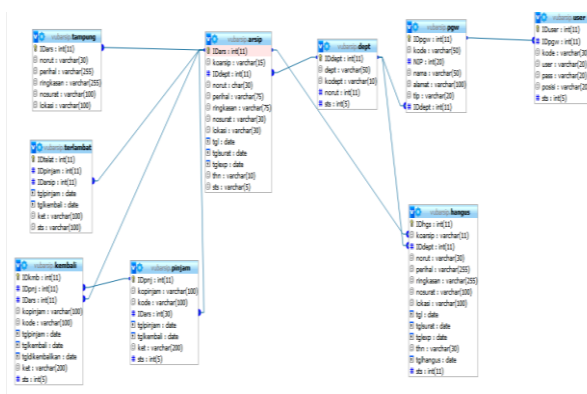 tampung
IDars : int(11)
norut : varchar(30)
perihal : varchar(255)
ringkasan : varchar(255)
nosurat : varchar(100)
lokasi : varchar(100)
arsip
IDars : int(11)
koarsip : varchar(15)
IDdept : int(11)
norut : char(30)
perihal : varchar(75)
ringkasan : varchar(75)
nosurat : varchar(30)
lokasi : varchar(30)
tgl : date
tglsurat : date
tglexp : date
thn : varchar(10)
sts : varchar(5)
dept
IDdept : int(11)
dept : varchar(50)
kodept : varchar(10)
norut : int(11)
sts : int(5)
pgw
IDpgw : int(11)
kode : varchar(50)
NIP : int(20)
nama : varchar(50)
alamat : varchar(100)
tlp : varchar(20)
IDdept : int(11)
user
IDuser : int(11)
IDpgw : int(11)
kode : varchar(30
user : varchar(20
pass : varchar(20
posisi : varchar(20
sts : int(5)
terlambat
IDtelat : int(11)
IDpinjam : int(11)
IDarsip : int(11)
tglpinjam : date
tglkembali : date
ket : varchar(100)
sts : varchar(100)
kembali
IDkmb : int(11)
IDpnj : int(11)
IDars : int(11)
kopinjam : varchar(100)
kode : varchar(100)
tglpinjam : date
tglkembali : date
tgldikembalikan : date
ket : varchar(200)
sts : int(5)
pinjam
IDpnj : int(11)
kopinjam : varchar(100)
kode : varchar(100)
IDars : int(30)
tglpinjam : date
tglkembali : date
ket : varchar(200)
sts : int(5)
hangus
IDhgs : int(11)
koarsip : varchar(11)
IDdept : int(11)
norut : varchar(30)
perihal : varchar(255)
ringkasan : varchar(255)
nosurat : varchar(100)
lokasi : varchar(100)
tgl : date
tglsurat : date
tglexp : date
thn : varchar(30)
tglhangus : date
sts : varchar(11)